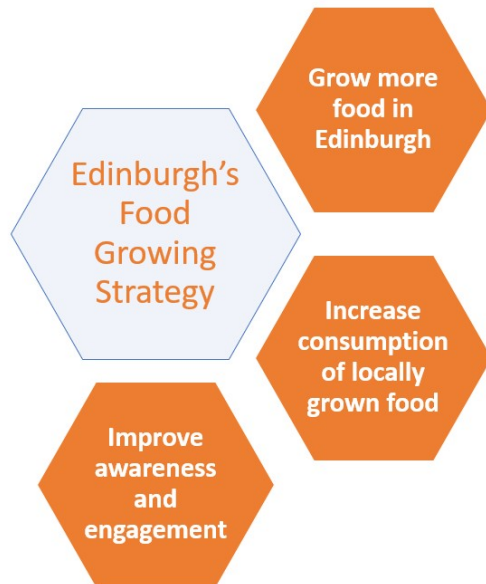 Edinburgh’s
Food
Growing
Strategy
Grow more
food in
Edinburgh
Increase
consumption
of locally
grown food
Improve
awareness
and
engagement